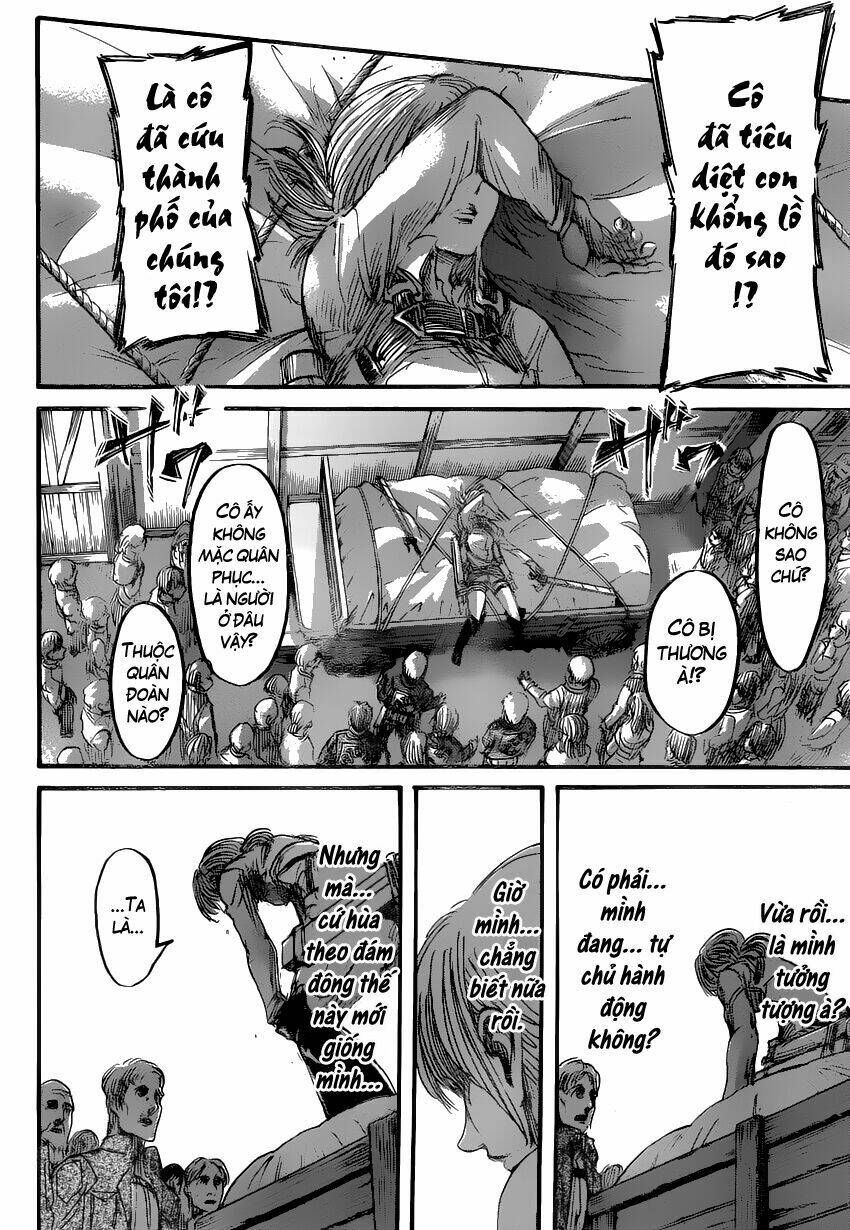 Cô
đã tiêu
diệt con
khổng lồ
đó sao
!?
Là cô
đã cứu
thành
phố của
chúng
tôi!?
Cô
không
sao
chứ?
Cô bị
thương
à!?
Cô ấy
không
mặc quân
phục...
là người
ở đâu
vậy?
Thuộc
quân
đoàn
nào?
Vừa rồi...
là mình
tưởng
tượng à?
Có phải...
mình
đang... tự
chủ hành
động
không?
Giờ
mình...
chẳng
biết nữa
rồi.
Nhưng
mà...
cứ hùa
theo đám
đông thế
này mới
giống
mình...
...Ta
là...